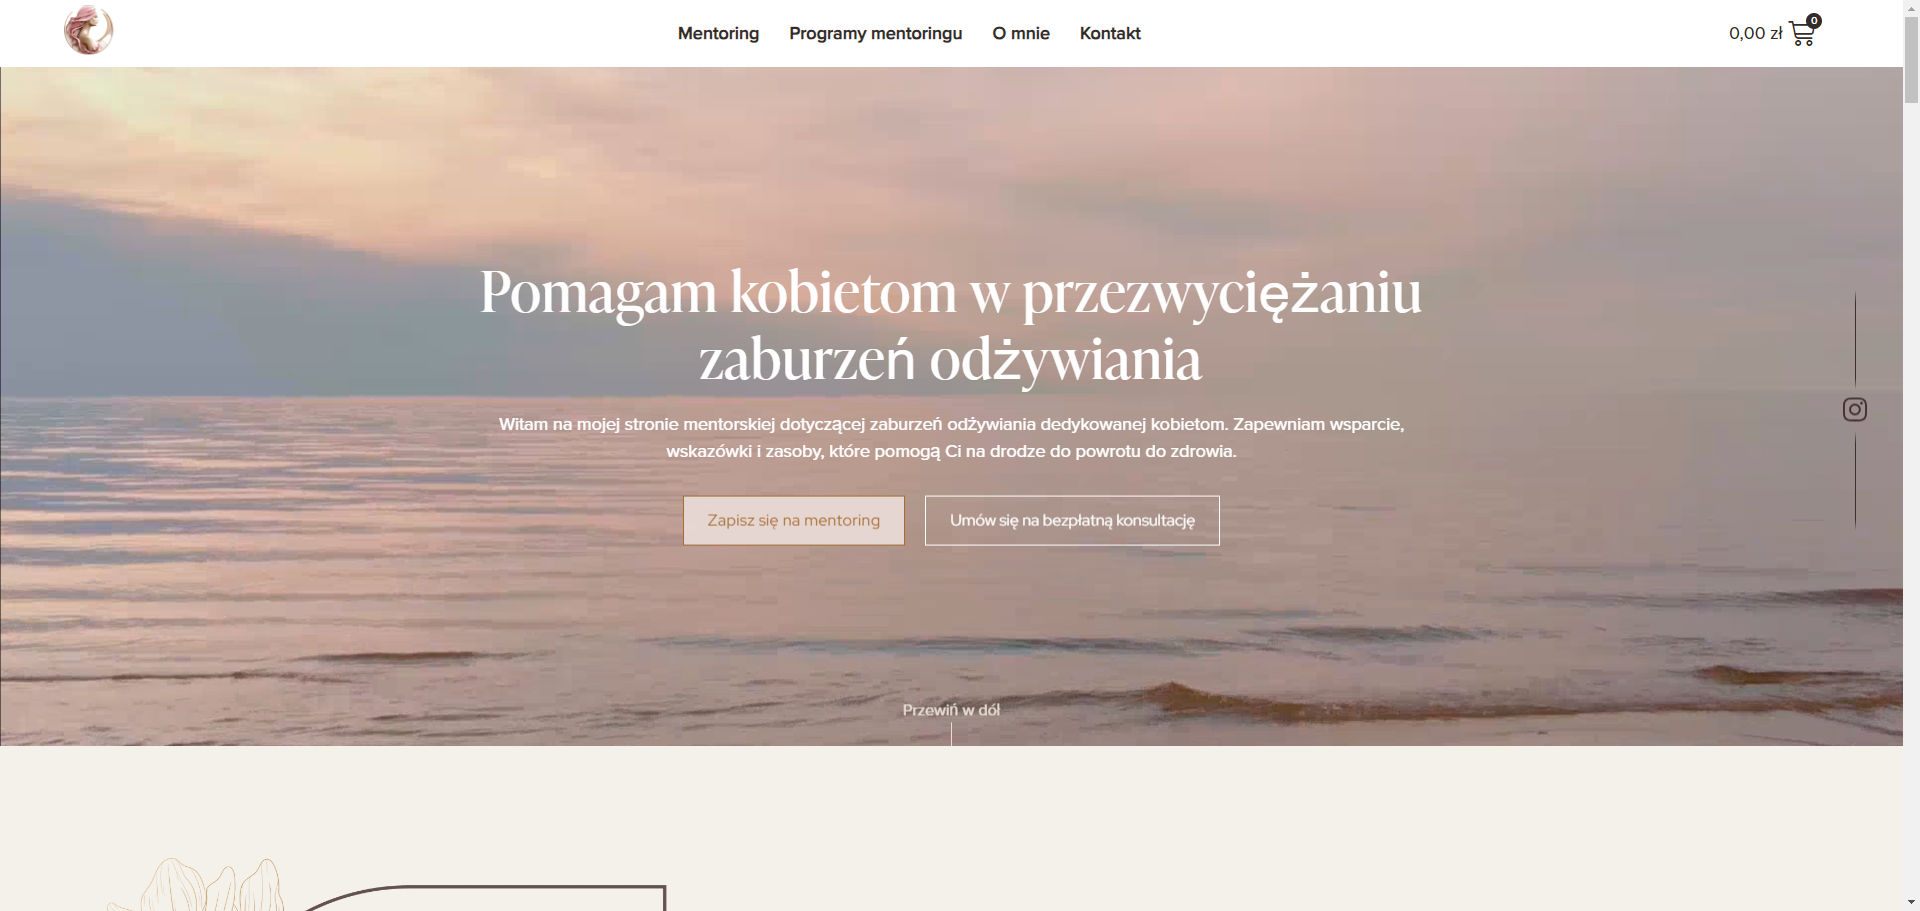 Mentoring Programy mentoringu O mnie Kontakt 0,00 zł 0
Pomagam kobietom w przezwyciężaniu
zaburzeń odżywiania
Witam na mojej stronie mentorskiej dotyczącej zaburzeń odżywiania dedykowanej kobietom. Zapewniam wsparcie,
wskazówki i zasoby, które pomogą Ci na drodze do powrotu do zdrowia.
Zapisz się na mentoring Umów się na bezpłatną konsultację
Przewiń w dół